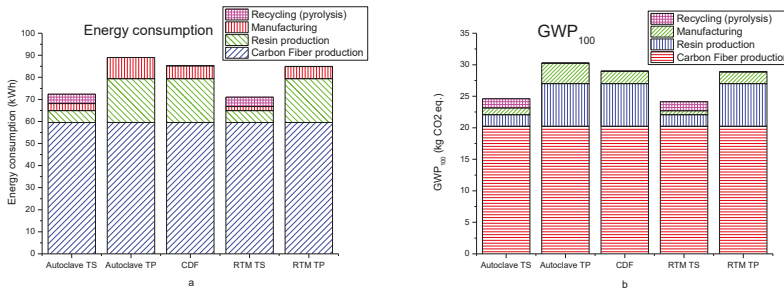 Energy consumption
Recycling (pyrolysis)
Manufacturing
Resin production
Carbon Fiber production
Energy consumption (kWh)
100
90
80
70
60
50
40
30
20
10
0
Autoclave TS
Autoclave TP
CDF
RTM TS
RTM TP
a
GWP100
Recycling (pyrolysis)
Manufacturing
Resin production
Carbon Fiber production
GWP100 (kg CO2 eq.)
35
30
25
20
15
10
5
0
Autoclave TS
Autoclave TP
CDF
RTM TS
RTM TP
b